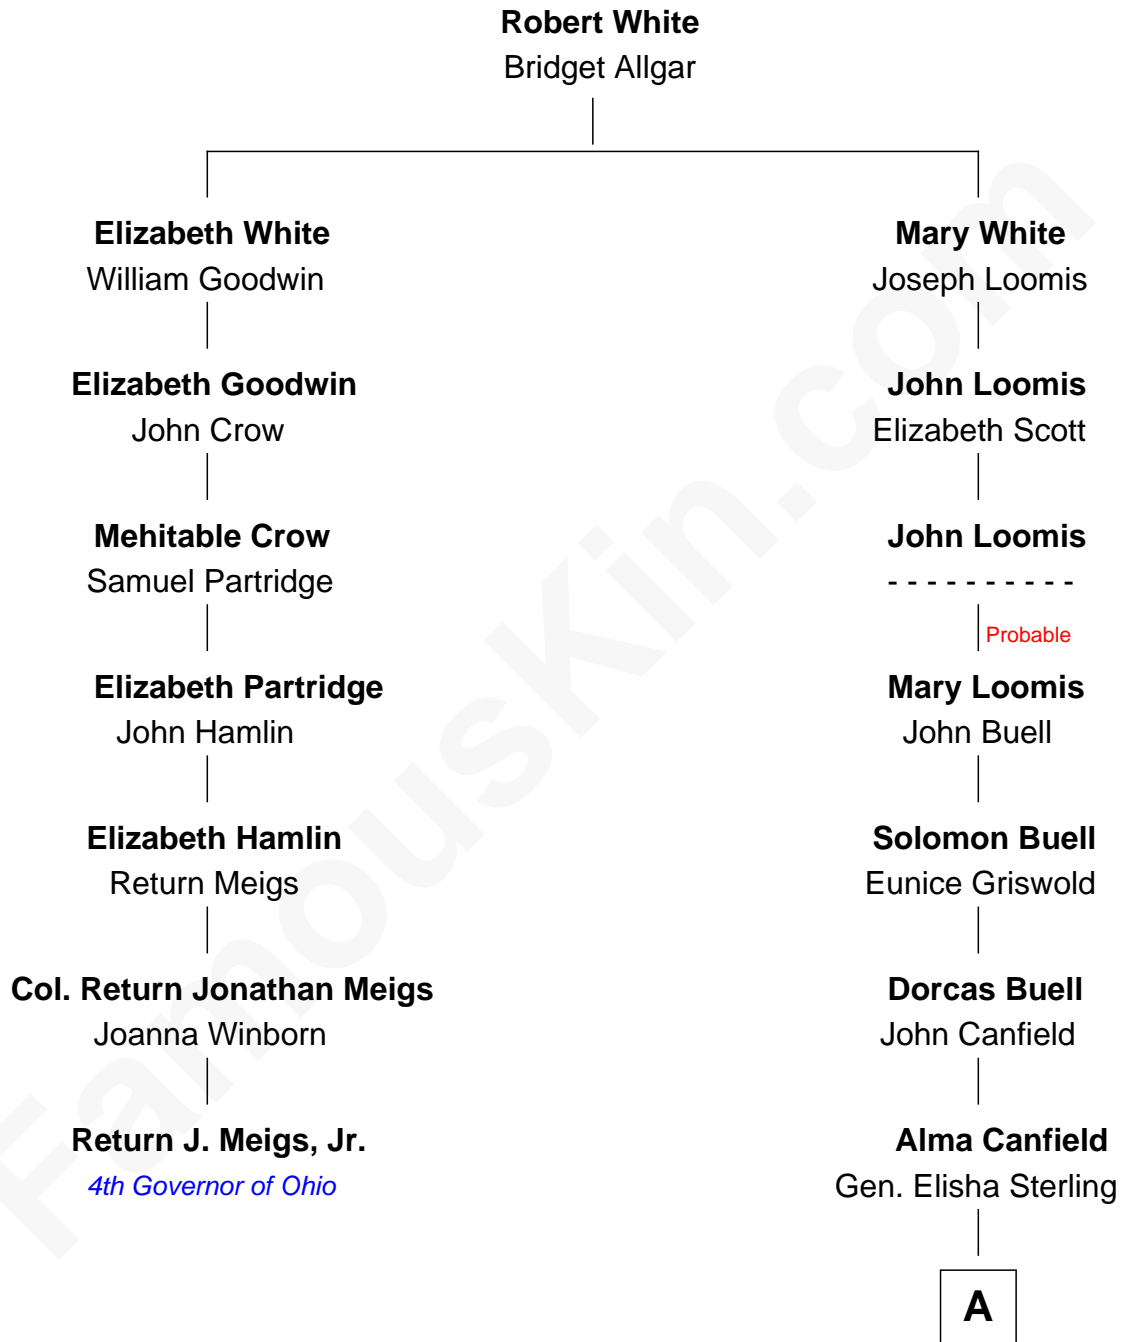 Robert White
Bridget Allgar
Elizabeth White
William Goodwin
Mary White
Joseph Loomis
Elizabeth Goodwin
John Crow
John Loomis
Elizabeth Scott
Mehitable Crow
Samuel Partridge
John Loomis
- - - - - - - - - -
Probable
Elizabeth Partridge
John Hamlin
Mary Loomis
John Buell
Elizabeth Hamlin
Return Meigs
Solomon Buell
Eunice Griswold
Col. Return Jonathan Meigs
Joanna Winborn
Dorcas Buell
John Canfield
Return J. Meigs, Jr.
4th Governor of Ohio
Alma Canfield
Gen. Elisha Sterling
A
FamousKin.com